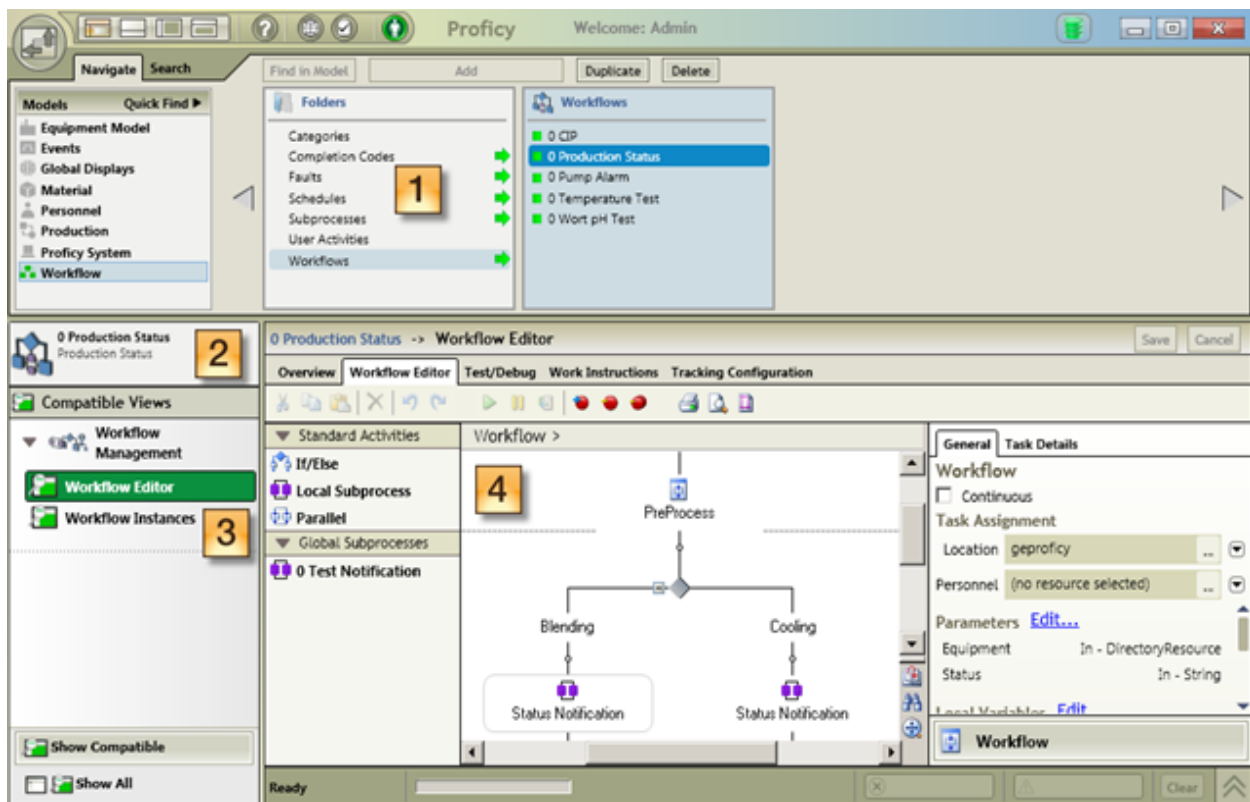 Proficy Welcome: Admin
Navigate Search
Find in Model Add Duplicate Delete
Models Quick Find
Equipment Model
Events
Global Displays
Material
Personnel
Production
Proficy System
Workflow
Folders
Categories
Completion Codes
Faults
Schedules
Subprocesses
User Activities
Workflows
1
Workflows
0 CIP
0 Production Status
0 Pump Alarm
0 Temperature Test
0 Wort pH Test
0 Production Status
Production Status
2
Compatible Views
Workflow
Management
Workflow Editor
Workflow Instances
3
Show Compatible
Show All
0 Production Status -> Workflow Editor
Save Cancel
Overview Workflow Editor Test/Debug Work Instructions Tracking Configuration
Standard Activities
If/Else
Local Subprocess
Parallel
Global Subprocesses
0 Test Notification
Workflow >
4
PreProcess
Blending Cooling
Status Notification Status Notification
General Task Details
Workflow
Continuous
Task Assignment
Location geproficy ...
Personnel (no resource selected) ...
Parameters Edit...
Equipment In - DirectoryResource
Status In - String
Local Variables Edit
Workflow
Ready
Clear